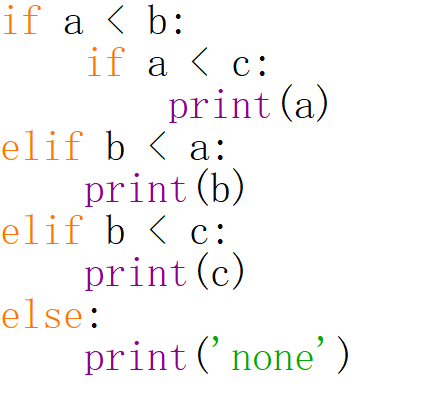 if a < b:
    if a < c:
        print(a)
elif b < a:
    print(b)
elif b < c:
    print(c)
else:
    print('none')